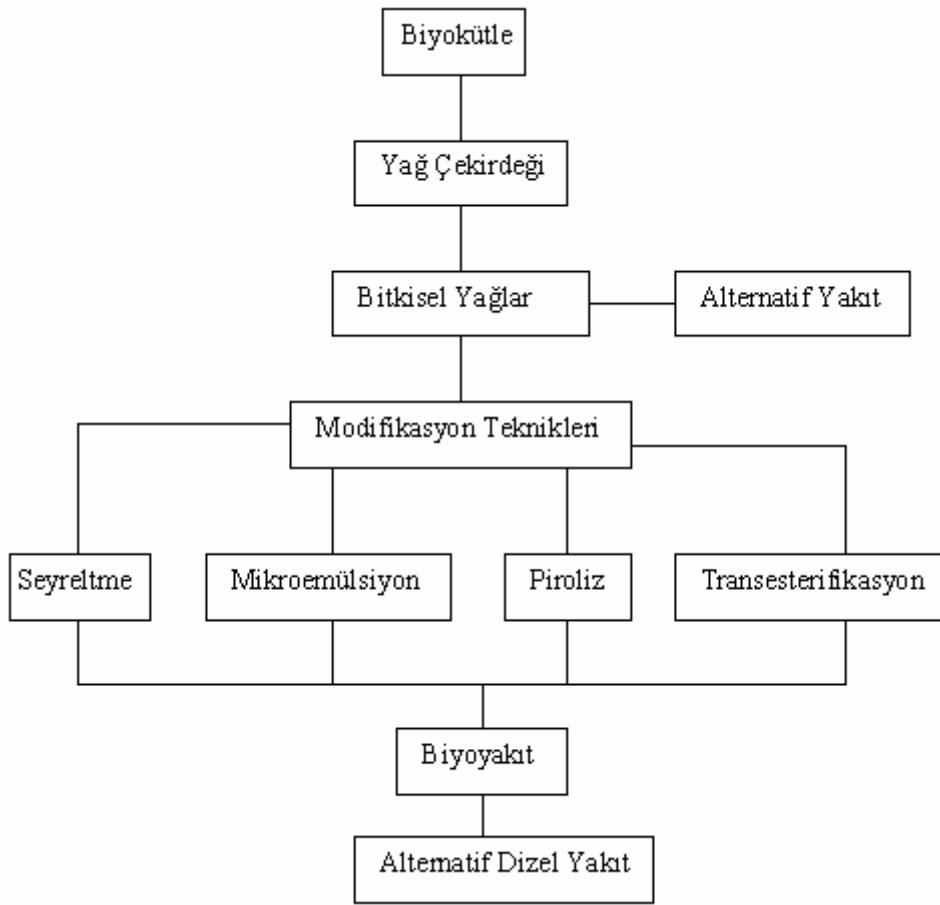 Biyokütle
Yağ Çekirdeği
Bitkisel Yağlar
Alternatif Yakıt
Modifikasyon Teknikleri
Seyreltme
Mikroemülsiyon
Piroliz
Transesterifikasyon
Biyoyakıt
Alternatif Dizel Yakıt